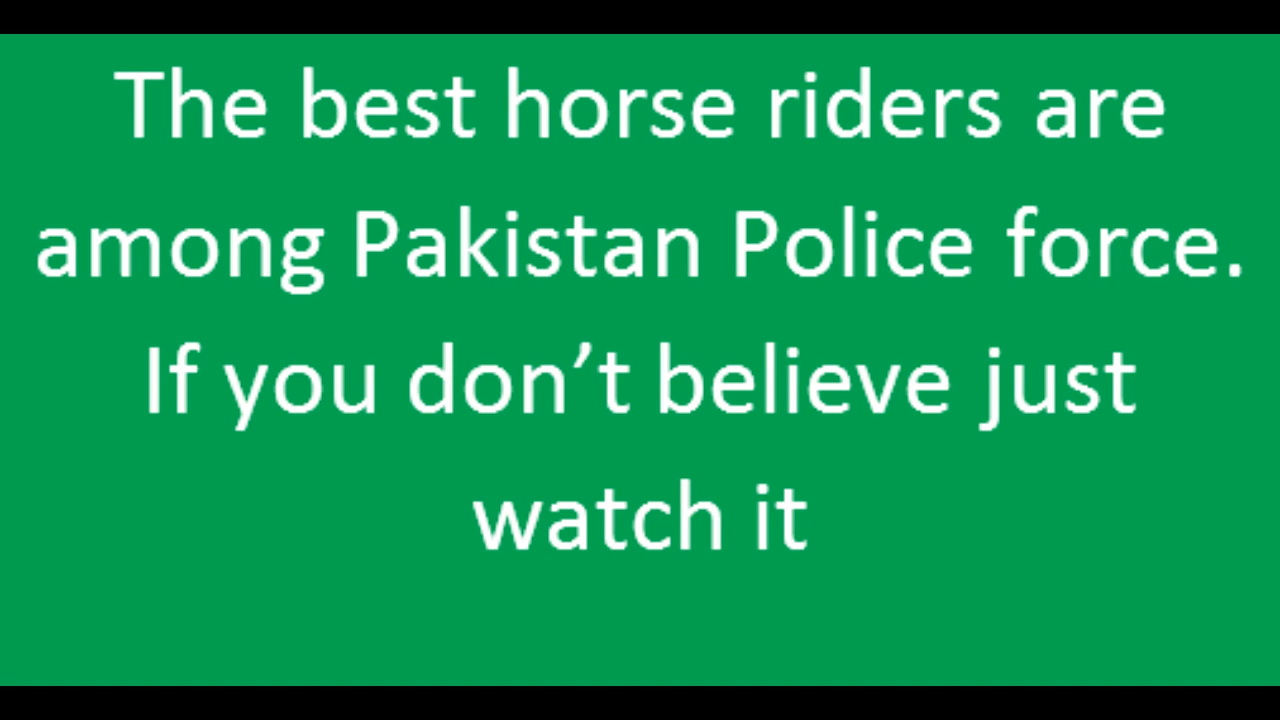 The best horse riders are
among Pakistan Police force.
If you don’t believe just
watch it